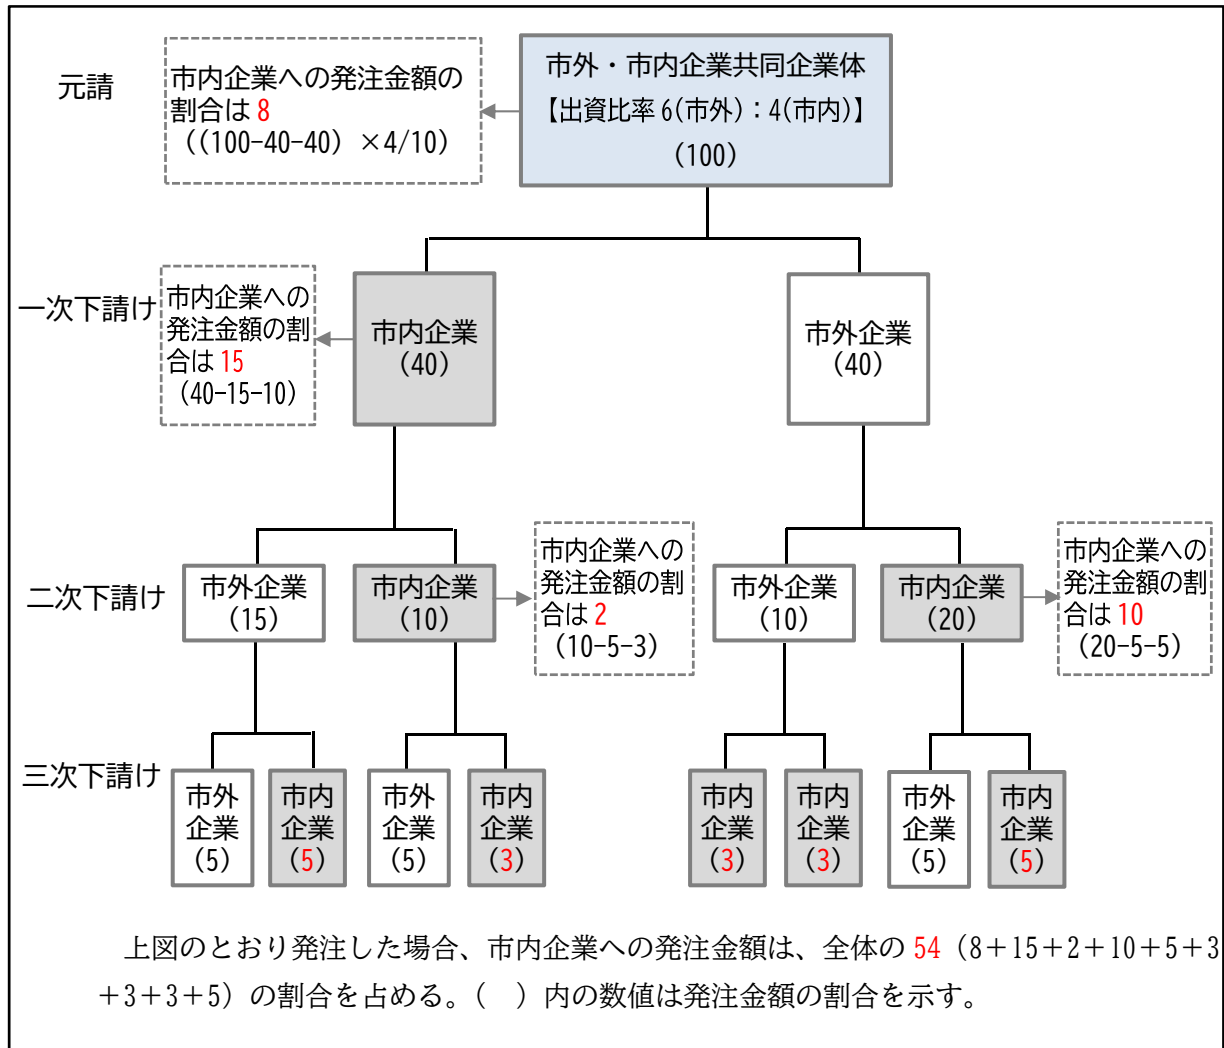 元請
市内企業への発注金額の
割合は 8
((100-40-40) ×4/10)
市外・市内企業共同企業体
【出資比率 6(市外):4(市内)】
(100)
一次下請け
市内企業への
発注金額の割
合は 15
(40-15-10)
市内企業
(40)
市外企業
(40)
二次下請け
市外企業
(15)
市内企業
(10)
市内企業への
発注金額の割
合は 2
(10-5-3)
市外企業
(10)
市内企業
(20)
市内企業への
発注金額の割
合は 10
(20-5-5)
三次下請け
市外
企業
(5)
市内
企業
(5)
市外
企業
(5)
市内
企業
(3)
市内
企業
(3)
市内
企業
(3)
市外
企業
(5)
市内
企業
(5)
上図のとおり発注した場合、市内企業への発注金額は、全体の 54(8+15+2+10+5+3
+3+3+5)の割合を占める。( )内の数値は発注金額の割合を示す。